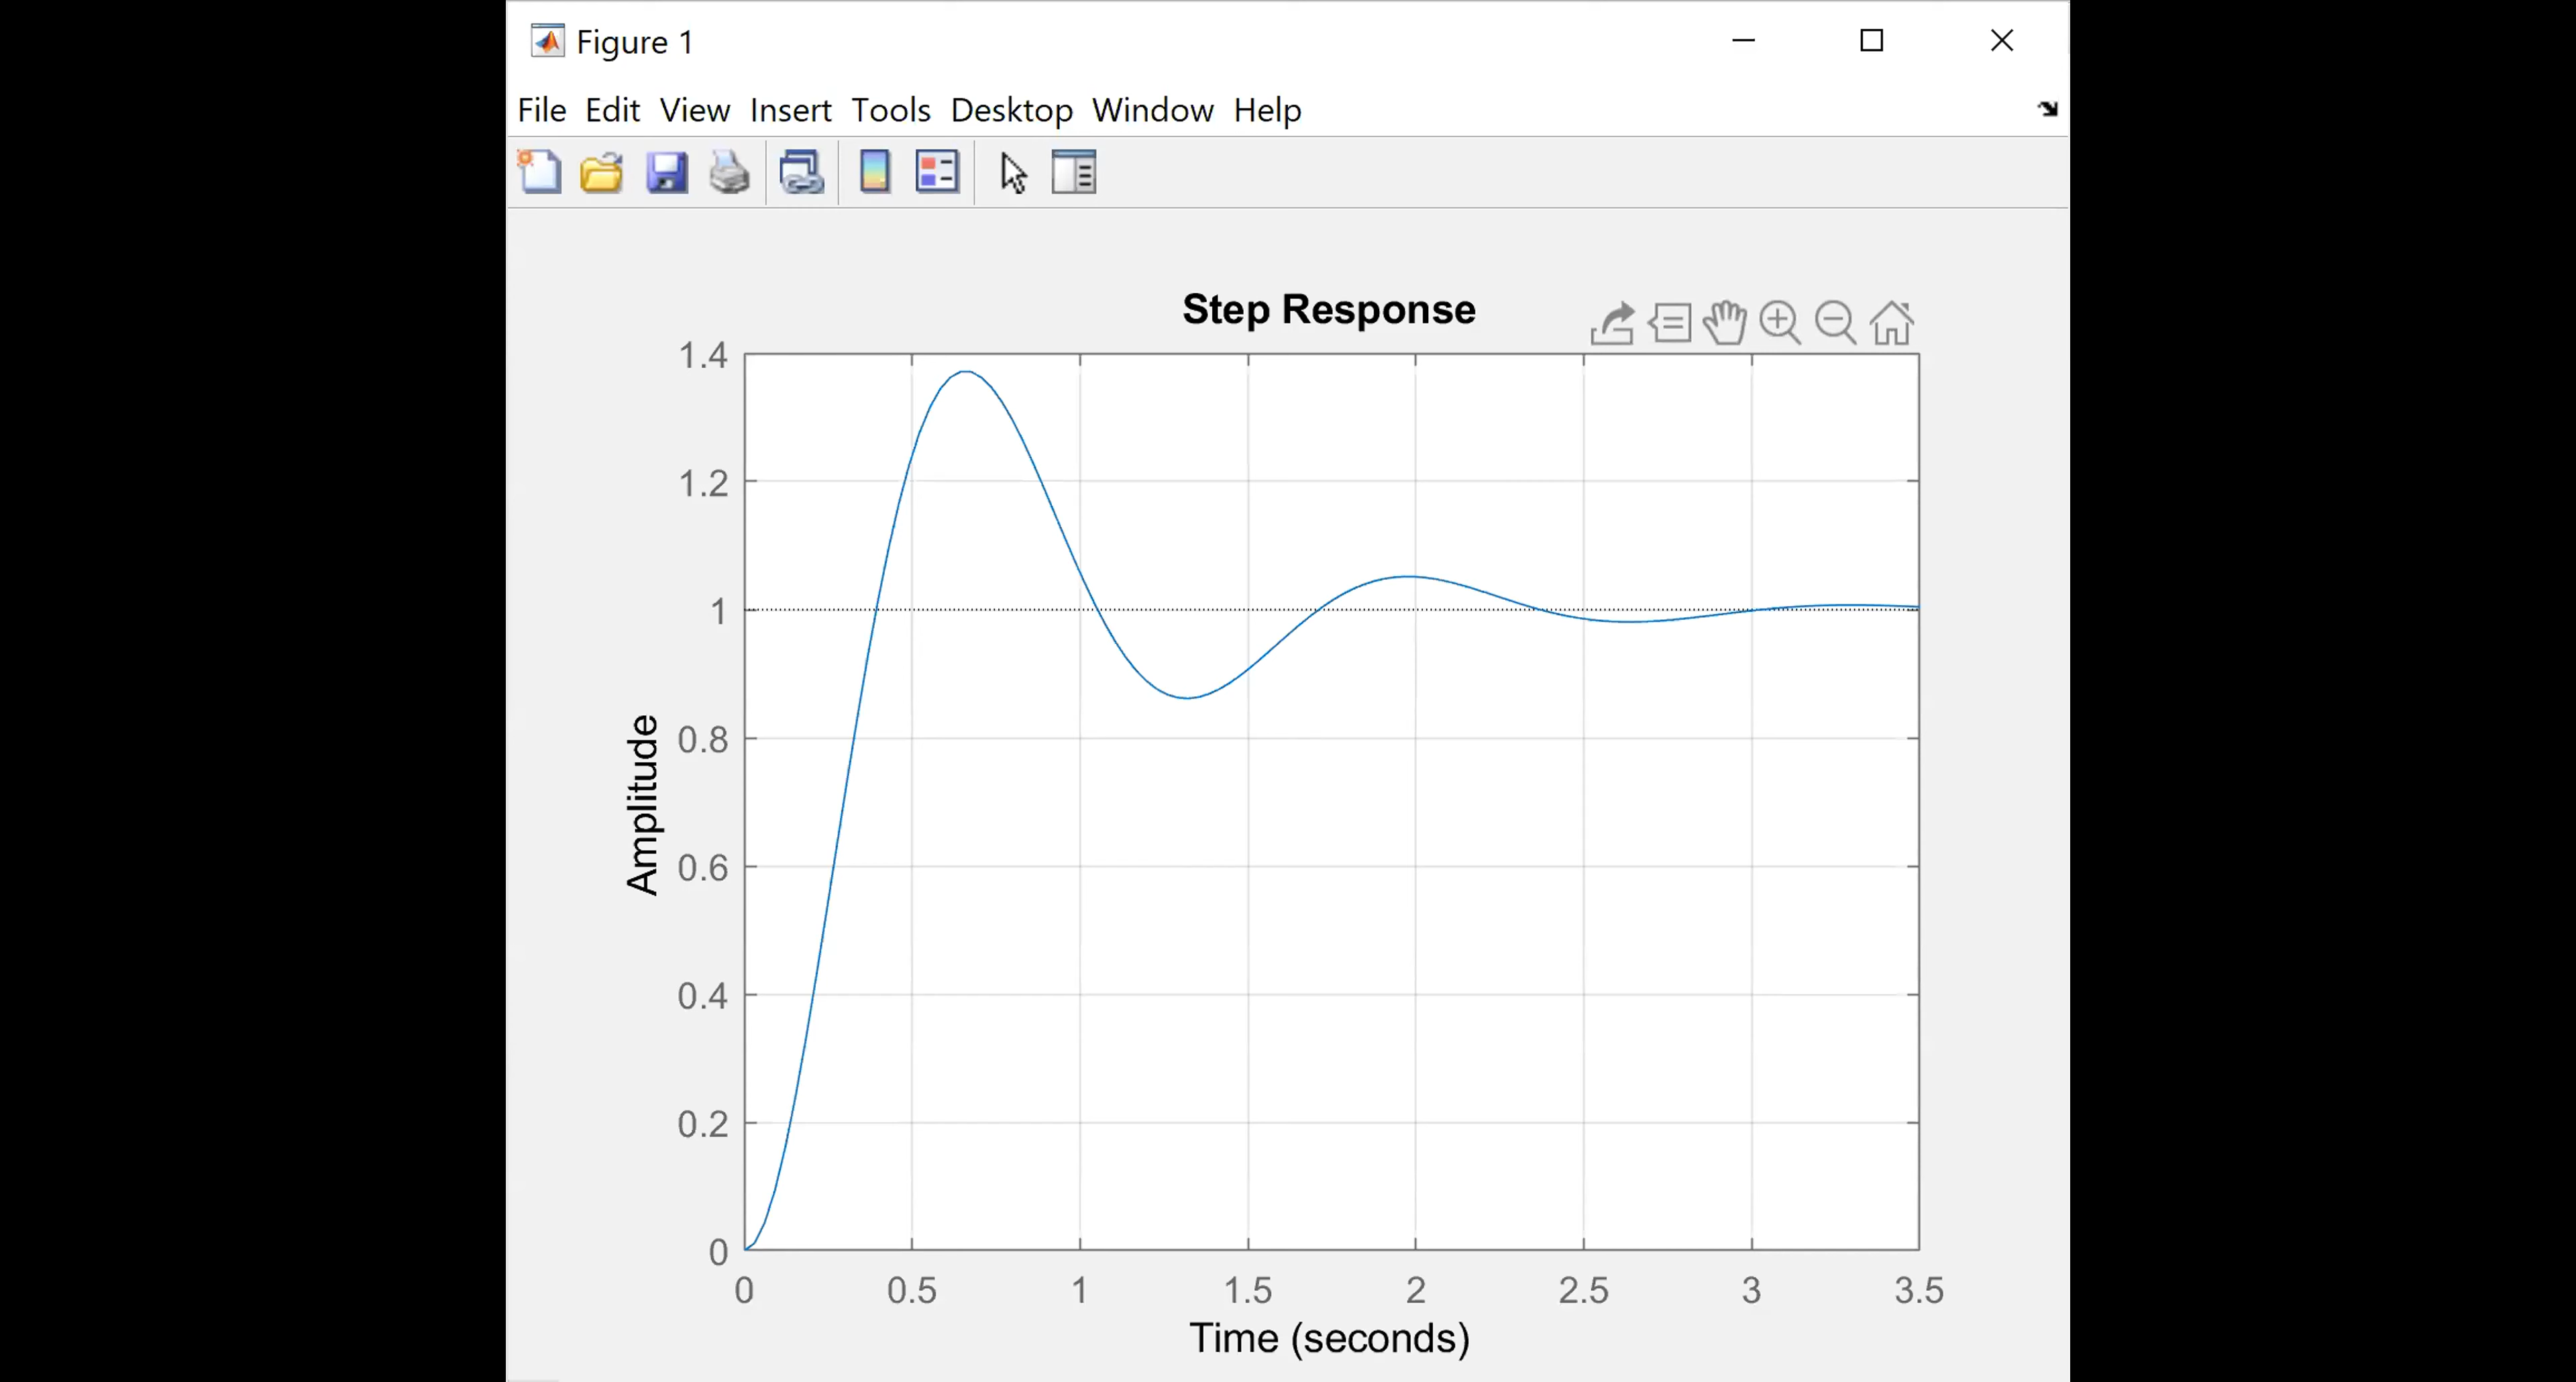 Figure 1
File Edit View Insert Tools Desktop Window Help
Step Response
1.4
1.2
1
0.8
0.6
0.4
0.2
0
Amplitude
0 0.5 1 1.5 2 2.5 3 3.5
Time (seconds)